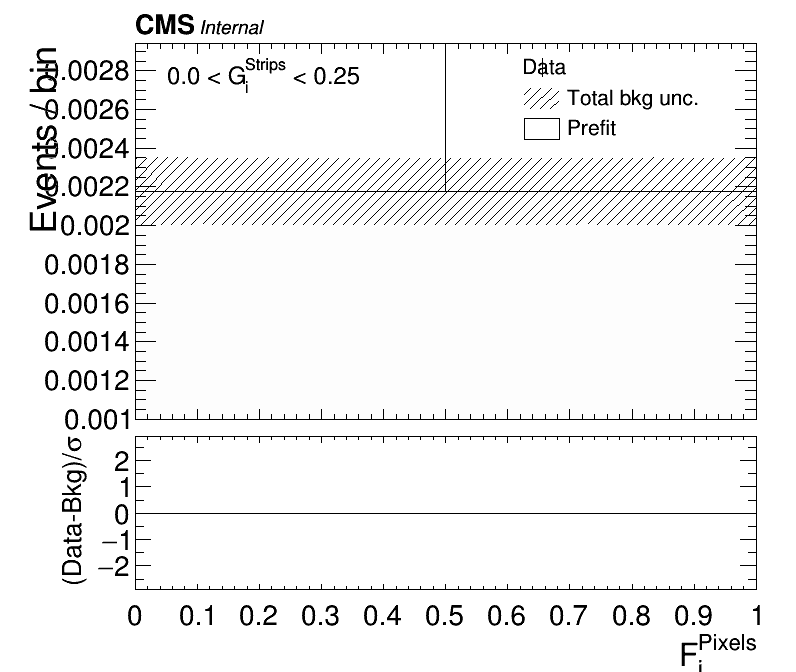 CMS Internal
Events / bin
0.0 < G_i^Strips < 0.25
Data
Total bkg unc.
Prefit
0.0028
0.0026
0.0024
0.0022
0.002
0.0018
0.0016
0.0014
0.0012
0.001
(Data-Bkg)/σ
2
1
0
−1
−2
0 0.1 0.2 0.3 0.4 0.5 0.6 0.7 0.8 0.9 1
F_i^Pixels